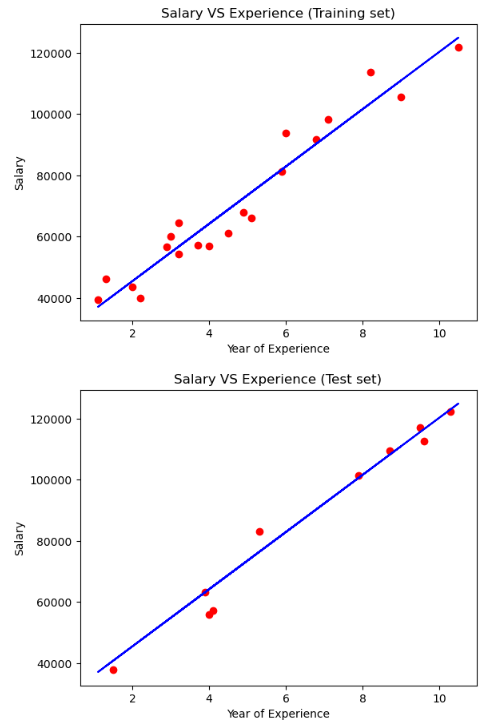 Salary VS Experience (Training set)
120000
100000
80000
60000
40000
Salary
2 4 6 8 10
Year of Experience
Salary VS Experience (Test set)
120000
100000
80000
60000
40000
Salary
2 4 6 8 10
Year of Experience